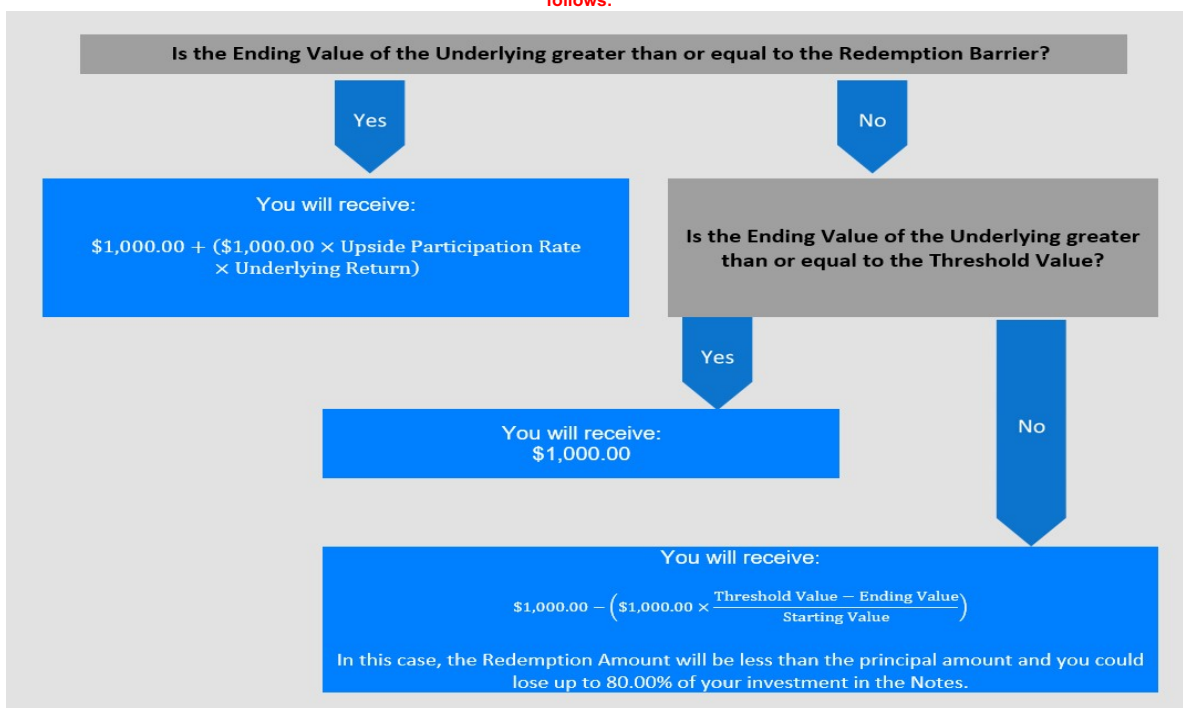 follows:
Is the Ending Value of the Underlying greater than or equal to the Redemption Barrier?
Yes
No
You will receive:
$1,000.00 + ($1,000.00 × Upside Participation Rate
× Underlying Return)
Is the Ending Value of the Underlying greater
than or equal to the Threshold Value?
Yes
No
You will receive:
$1,000.00
You will receive:
$1,000.00 − ($1,000.00 × (Threshold Value − Ending Value) / Starting Value)
In this case, the Redemption Amount will be less than the principal amount and you could
lose up to 80.00% of your investment in the Notes.